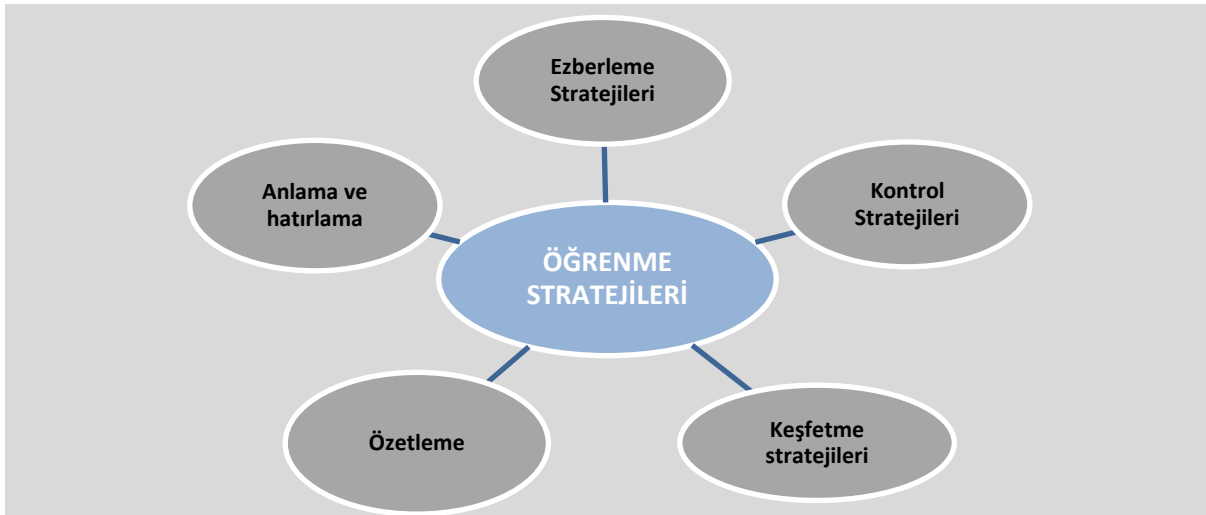 Ezberleme
Stratejileri
Anlama ve
hatırlama
Kontrol
Stratejileri
ÖĞRENME
STRATEJİLERİ
Özetleme
Keşfetme
stratejileri